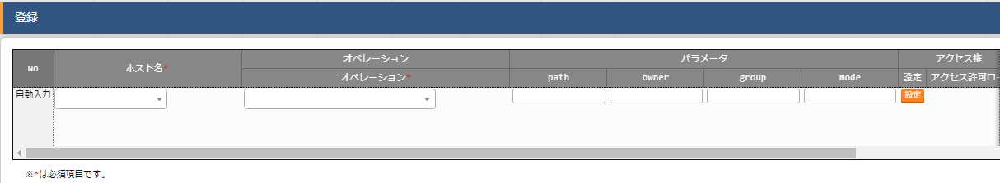 登録
No ホスト名* オペレーション パラメータ アクセス権
オペレーション* path owner group mode 設定 アクセス許可ロー
自動入力 設定
※*は必須項目です。